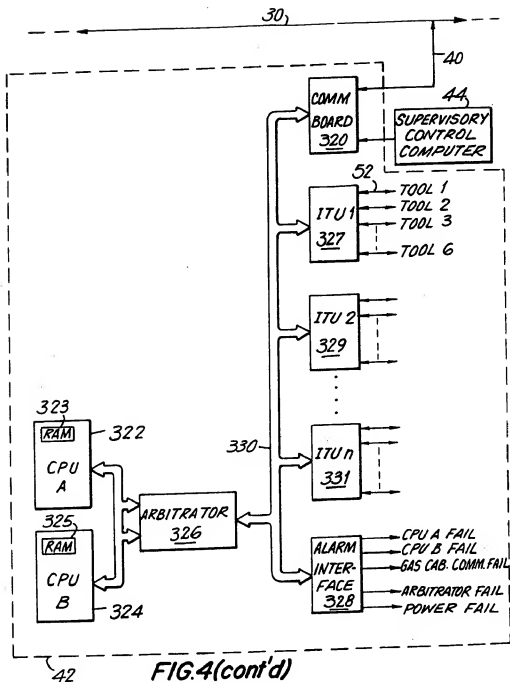 30
40
44
COMM
BOARD
320
SUPERVISORY
CONTROL
COMPUTER
52
ITU 1
327
TOOL 1
TOOL 2
TOOL 3
TOOL 6
ITU 2
329
323
RAM
322
CPU
A
330
ITU n
331
ARBITRATOR
326
325
RAM
CPU
B
324
ALARM
INTER-
FACE
328
CPU A FAIL
CPU B FAIL
GAS CAB. COMM. FAIL
ARBITRATOR FAIL
POWER FAIL
42
FIG. 4 (cont'd)